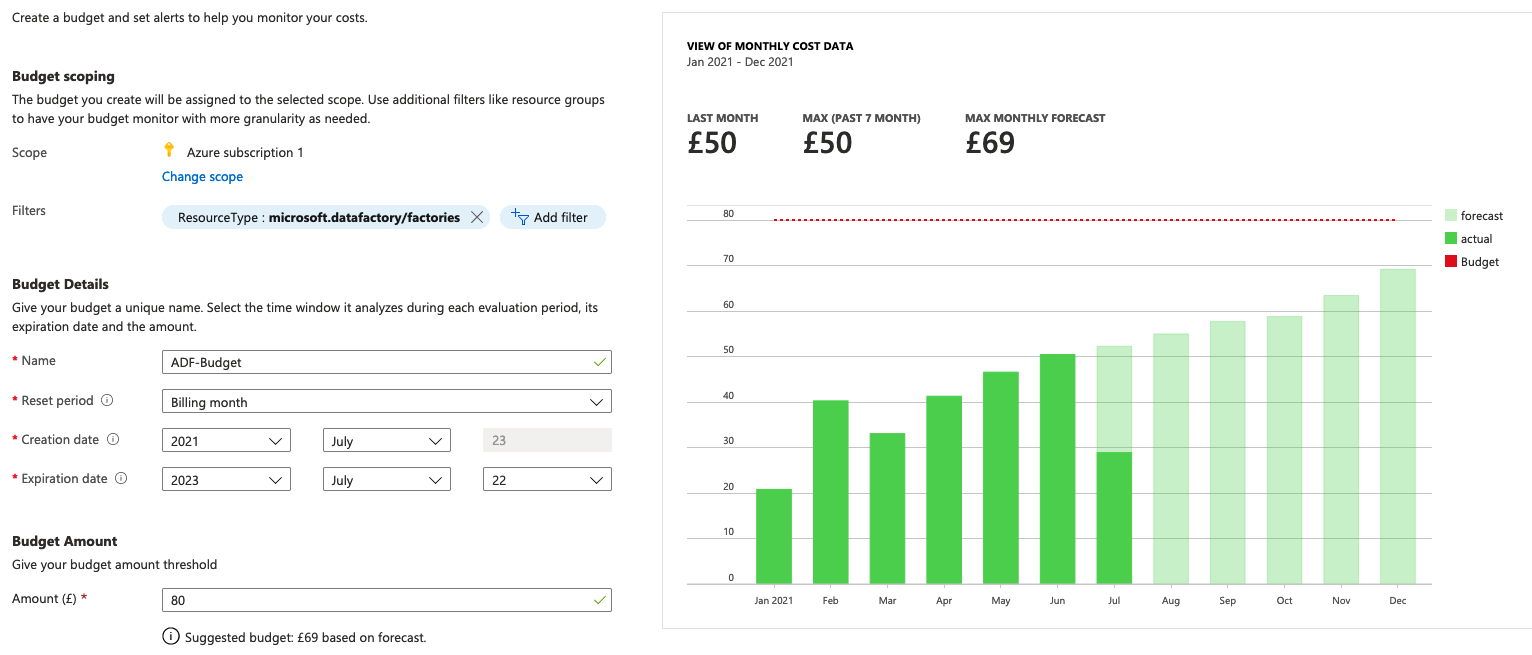 Create a budget and set alerts to help you monitor your costs.
Budget scoping
The budget you create will be assigned to the selected scope. Use additional filters like resource groups
to have your budget monitor with more granularity as needed.
Scope
Azure subscription 1
Change scope
Filters
ResourceType : microsoft.datafactory/factories
Add filter
Budget Details
Give your budget a unique name. Select the time window it analyzes during each evaluation period, its
expiration date and the amount.
* Name
ADF-Budget
* Reset period
Billing month
* Creation date
2021
July
23
* Expiration date
2023
July
22
Budget Amount
Give your budget amount threshold
Amount (£) *
80
Suggested budget: £69 based on forecast.
VIEW OF MONTHLY COST DATA
Jan 2021 - Dec 2021
LAST MONTH
£50
MAX (PAST 7 MONTH)
£50
MAX MONTHLY FORECAST
£69
80
70
60
50
40
30
20
10
0
Jan 2021
Feb
Mar
Apr
May
Jun
Jul
Aug
Sep
Oct
Nov
Dec
forecast
actual
Budget